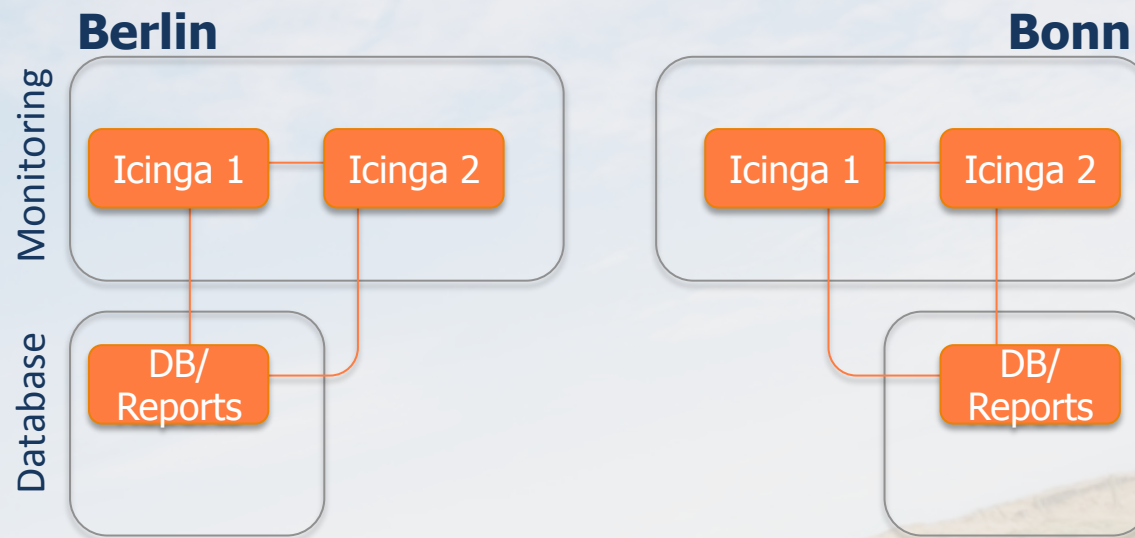 Berlin
Bonn
Monitoring
Icinga 1
Icinga 2
Icinga 1
Icinga 2
Database
DB/
Reports
DB/
Reports